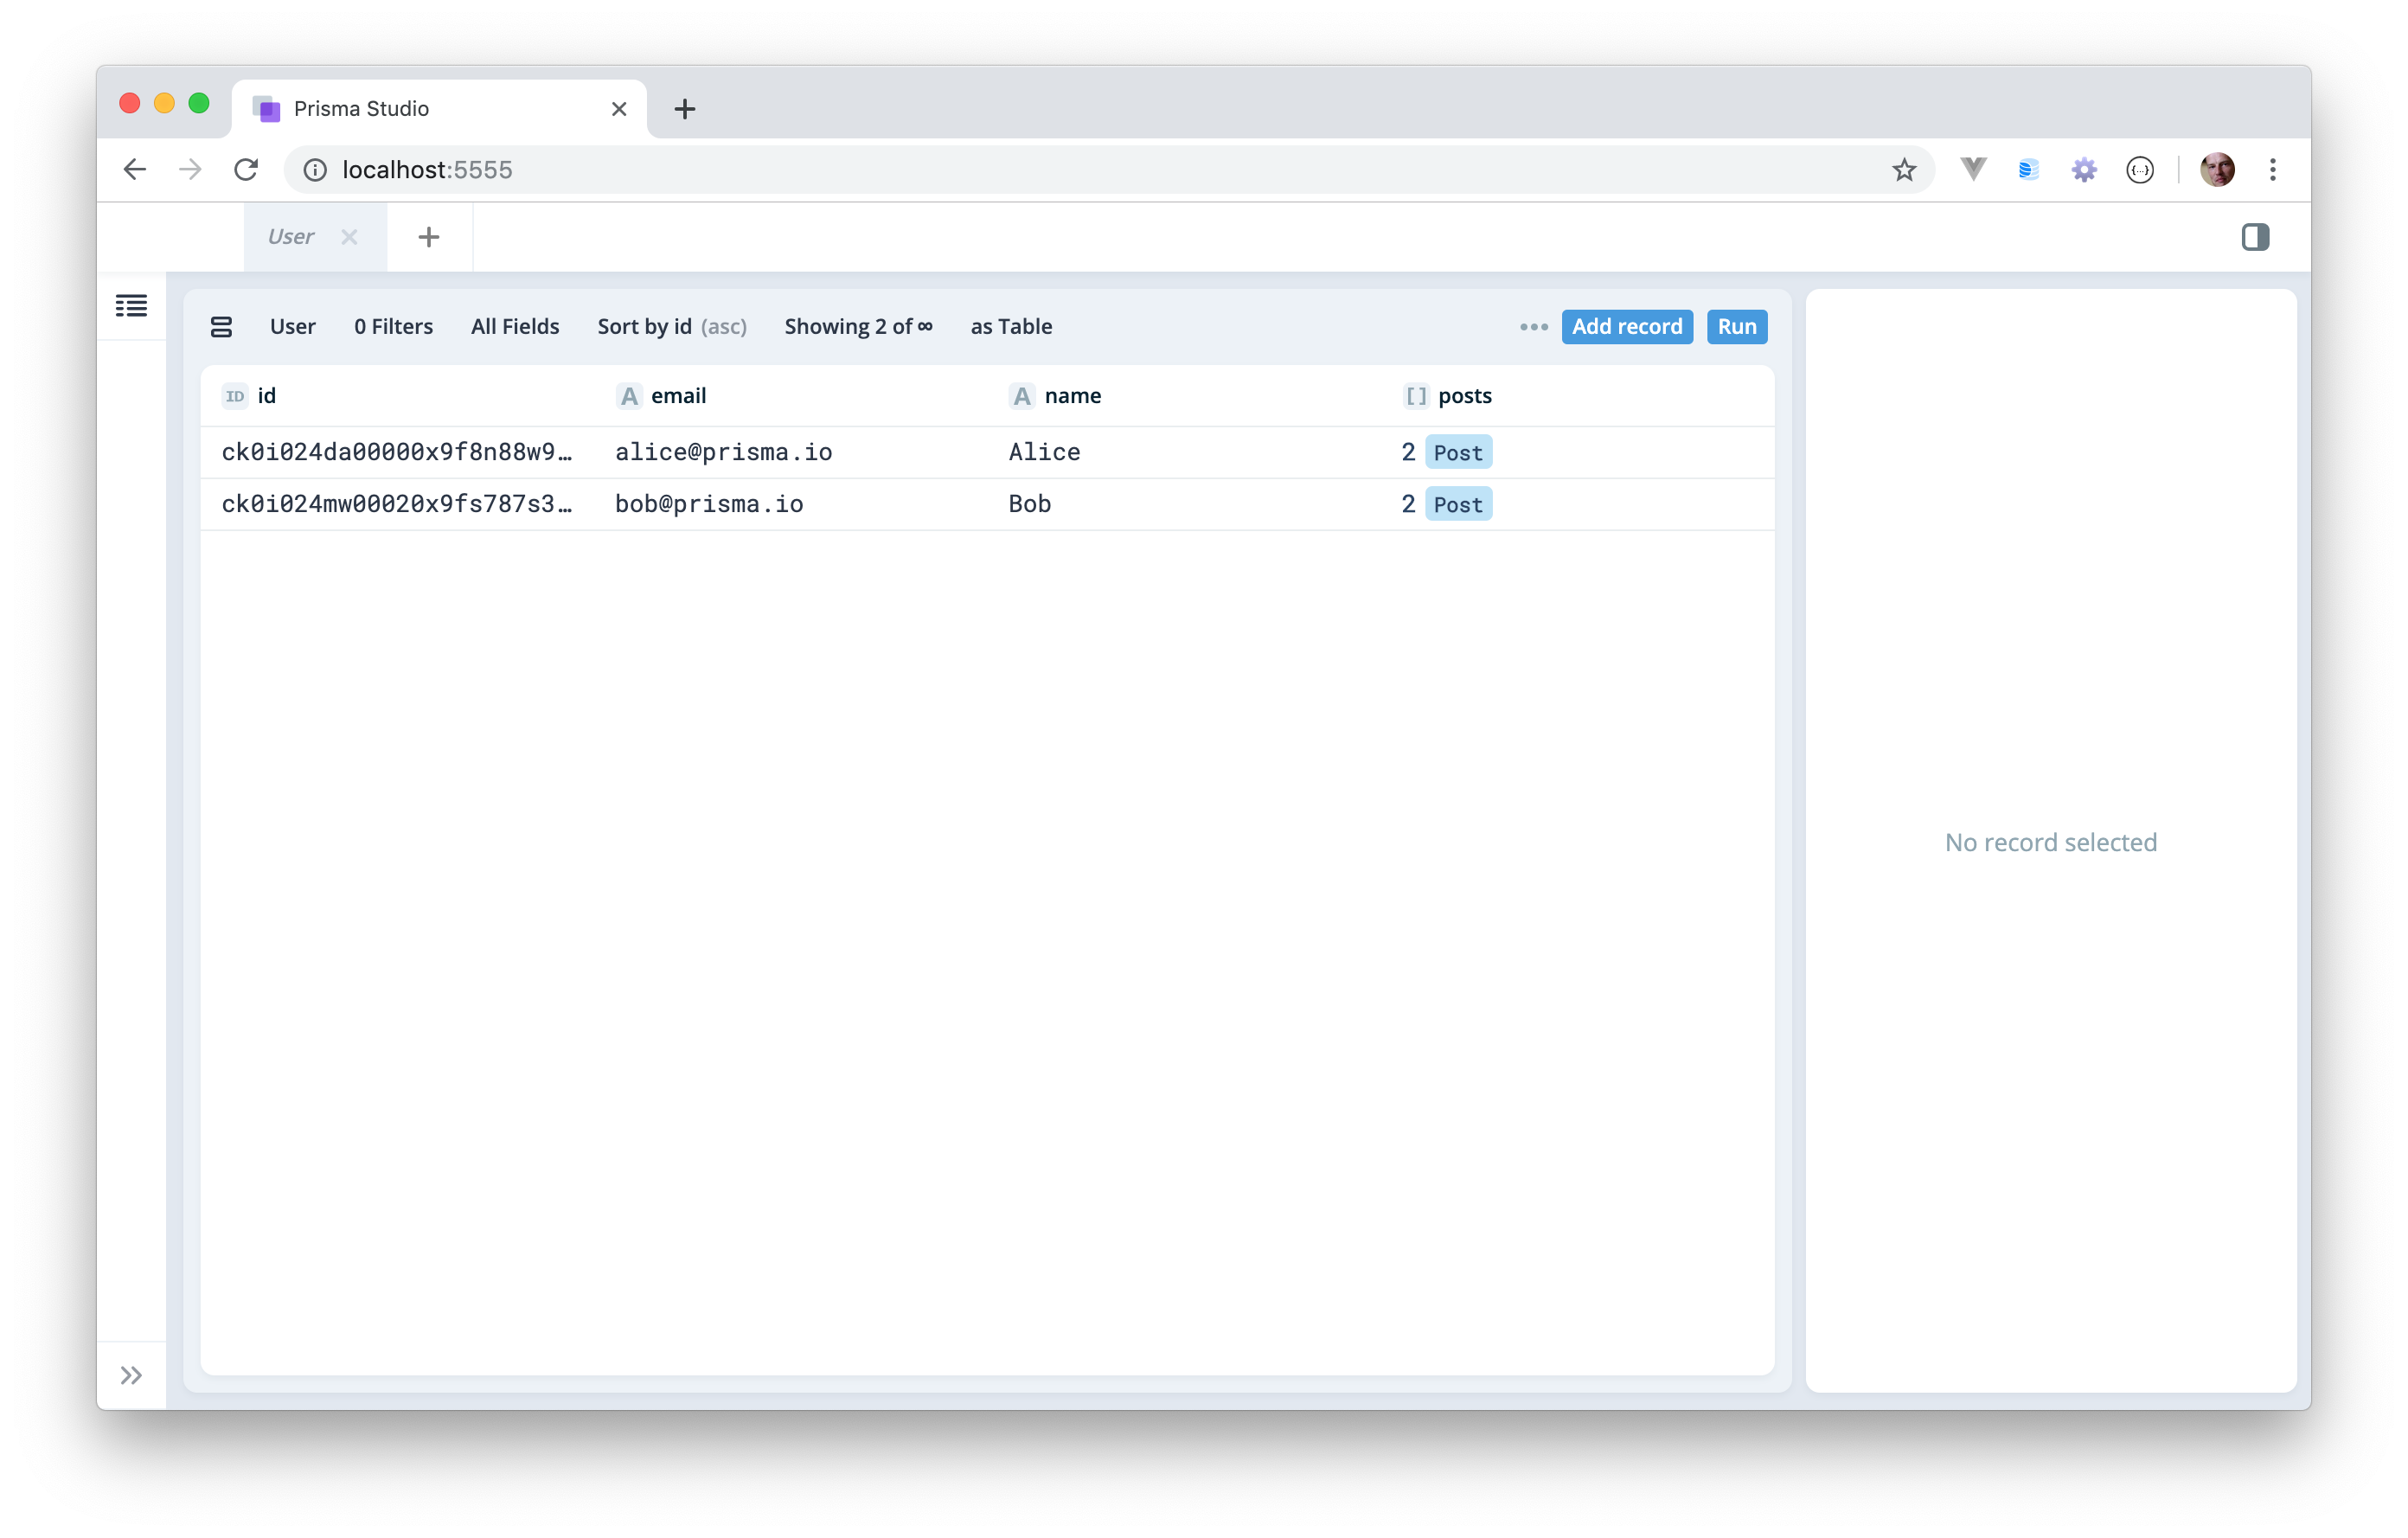 Prisma Studio
localhost:5555
User
User 0 Filters All Fields Sort by id (asc) Showing 2 of ∞ as Table Add record Run
ID id A email A name [] posts
ck0i024da00000x9f8n88w9… alice@prisma.io Alice 2 Post
ck0i024mw00020x9fs787s3… bob@prisma.io Bob 2 Post
No record selected